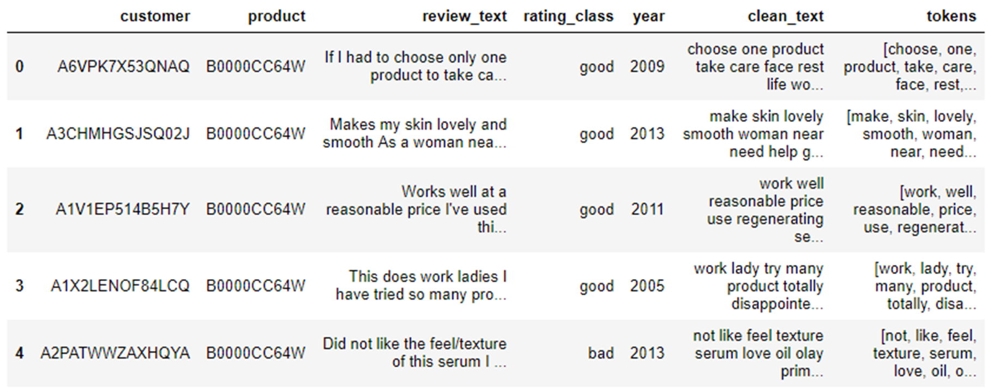 customer product review_text rating_class year clean_text tokens
0 A6VPK7X53QNAQ B0000CC64W If I had to choose only one product to take ca... good 2009 choose one product take care face rest life wo... [choose, one, product, take, care, face, rest,...
1 A3CHMHGSJSQ02J B0000CC64W Makes my skin lovely and smooth As a woman nea... good 2013 make skin lovely smooth woman near need help g... [make, skin, lovely, smooth, woman, near, need...
2 A1V1EP514B5H7Y B0000CC64W Works well at a reasonable price I've used thi... good 2011 work well reasonable price use regenerating se... [work, well, reasonable, price, use, regenerat...
3 A1X2LENOF84LCQ B0000CC64W This does work ladies I have tried so many pro... good 2005 work lady try many product totally disappointe... [work, lady, try, many, product, totally, disa...
4 A2PATWWZAXHQYA B0000CC64W Did not like the feel/texture of this serum I ... bad 2013 not like feel texture serum love oil olay prim... [not, like, feel, texture, serum, love, oil, o...